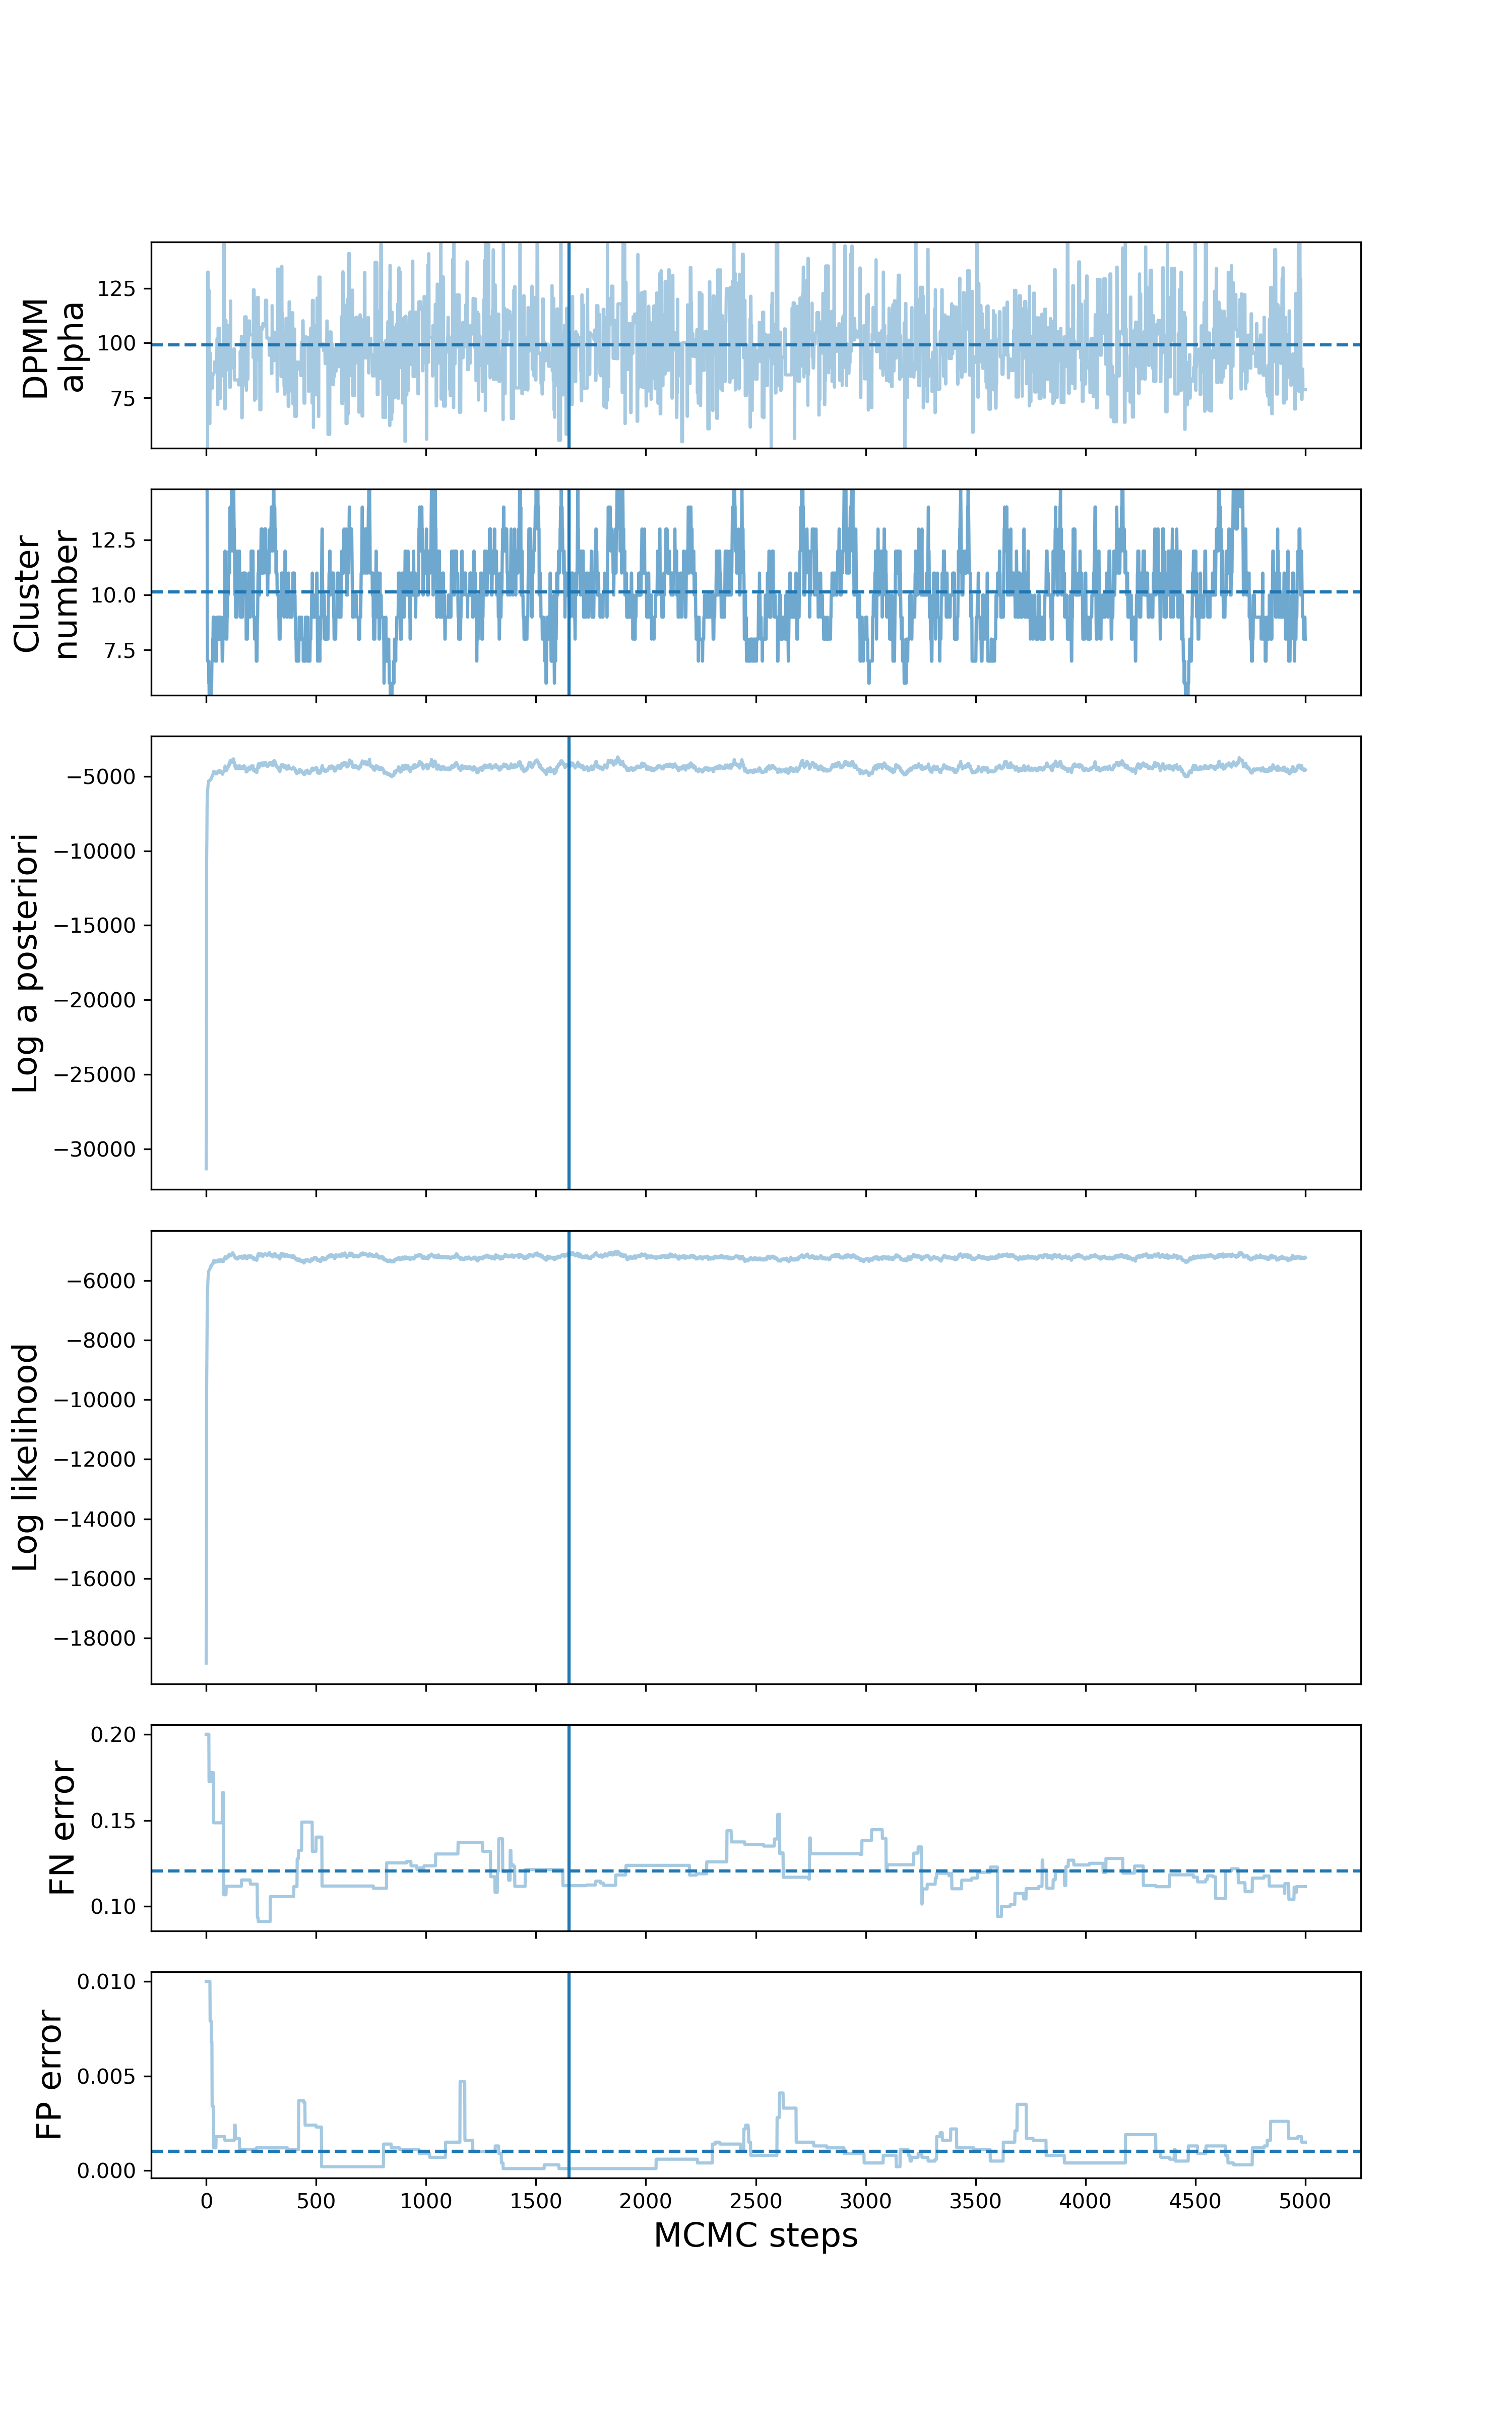 DPMM
alpha
125
100
75
Cluster
number
12.5
10.0
7.5
Log a posteriori
−5000
−10000
−15000
−20000
−25000
−30000
Log likelihood
−6000
−8000
−10000
−12000
−14000
−16000
−18000
FN error
0.20
0.15
0.10
FP error
0.010
0.005
0.000
0 500 1000 1500 2000 2500 3000 3500 4000 4500 5000
MCMC steps